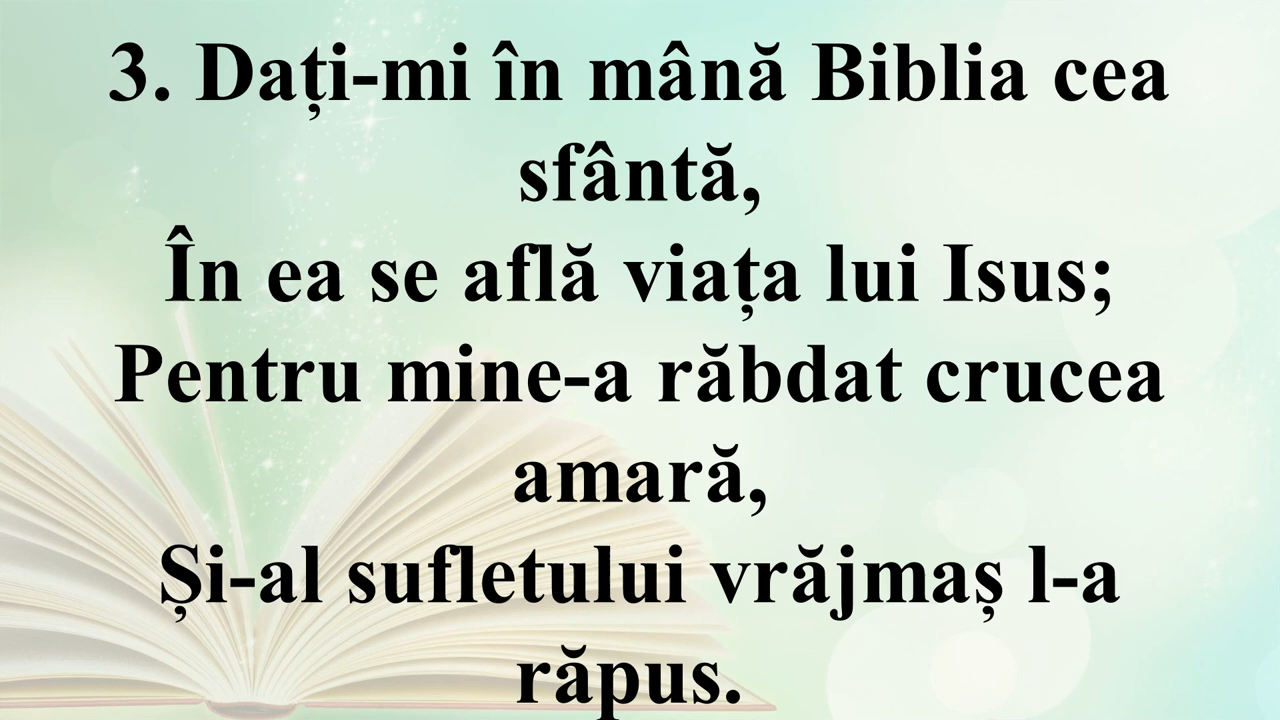 3. Dați-mi în mână Biblia cea
sfântă,
În ea se află viața lui Isus;
Pentru mine-a răbdat crucea
amară,
Și-al sufletului vrăjmaș l-a
răpus.